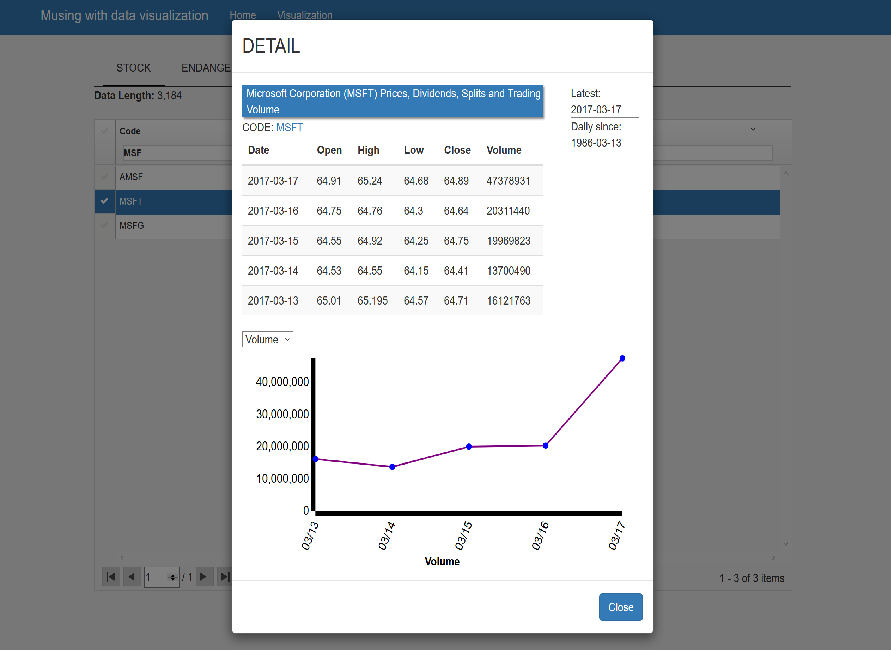 Musing with data visualization Home Visualization
DETAIL
STOCK ENDANGE
Data Length: 3,184
Code
MSF
AMSF
MSFT
MSFG
Microsoft Corporation (MSFT) Prices, Dividends, Splits and Trading
Volume
CODE: MSFT
Latest:
2017-03-17
Daily since:
1986-03-13
Date Open High Low Close Volume
2017-03-17 64.91 65.24 64.68 64.89 47378931
2017-03-16 64.75 64.76 64.3 64.64 20311440
2017-03-15 64.55 64.92 64.25 64.75 19969823
2017-03-14 64.53 64.55 64.15 64.41 13700490
2017-03-13 65.01 65.195 64.57 64.71 16121763
Volume
40,000,000
30,000,000
20,000,000
10,000,000
0
03/13 03/14 03/15 03/16 03/17
Volume
1 / 1
1 - 3 of 3 items
Close